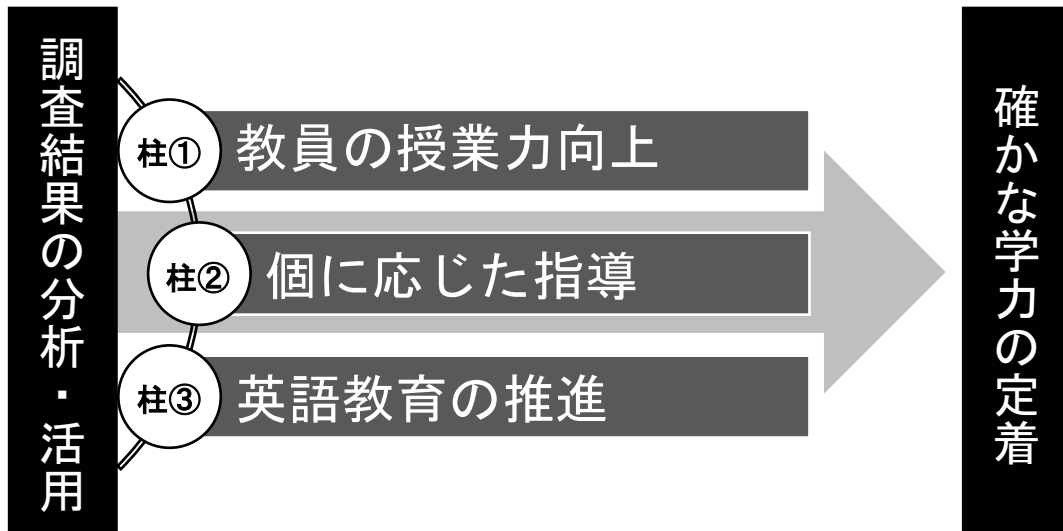 調査結果の分析・活用
柱①
教員の授業力向上
柱②
個に応じた指導
柱③
英語教育の推進
確かな学力の定着